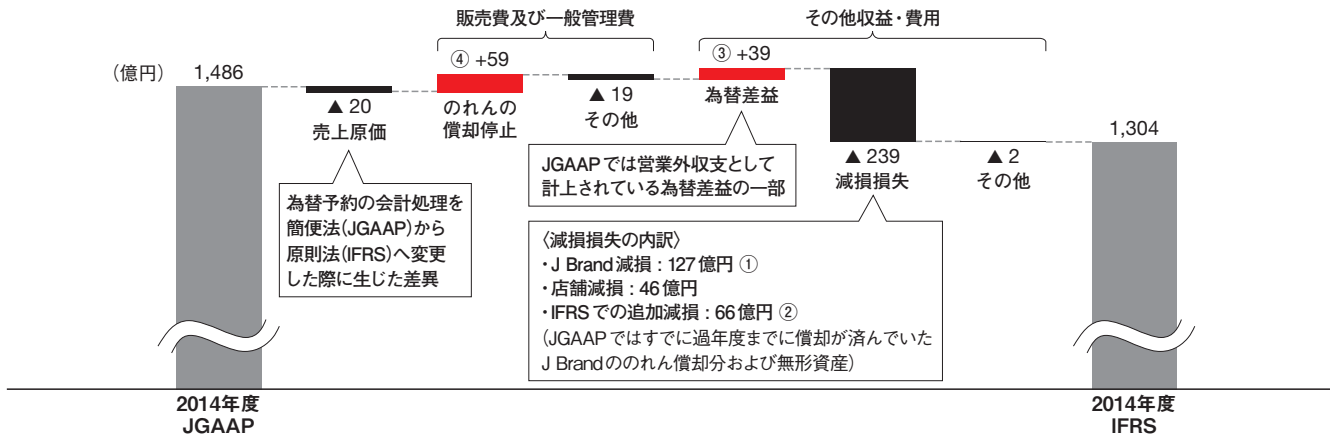 販売費及び一般管理費
その他収益・費用
(億円)
1,486
▲20
売上原価
④ +59
のれんの
償却停止
▲19
その他
③ +39
為替差益
▲239
減損損失
▲2
その他
1,304
為替予約の会計処理を
簡便法(JGAAP)から
原則法(IFRS)へ変更
した際に生じた差異
JGAAPでは営業外収支として
計上されている為替差益の一部
〈減損損失の内訳〉
・J Brand減損：127億円 ①
・店舗減損：46億円
・IFRSでの追加減損：66億円 ②
(JGAAPではすでに過年度までに償却が済んでいた
J Brandののれん償却分および無形資産)
2014年度
JGAAP
2014年度
IFRS